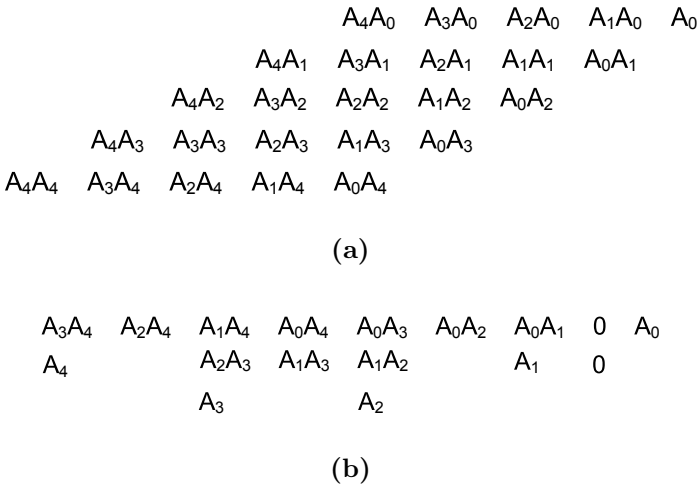 A₄A₀ A₃A₀ A₂A₀ A₁A₀ A₀
A₄A₁ A₃A₁ A₂A₁ A₁A₁ A₀A₁
A₄A₂ A₃A₂ A₂A₂ A₁A₂ A₀A₂
A₄A₃ A₃A₃ A₂A₃ A₁A₃ A₀A₃
A₄A₄ A₃A₄ A₂A₄ A₁A₄ A₀A₄
(a)
A₃A₄ A₂A₄ A₁A₄ A₀A₄ A₀A₃ A₀A₂ A₀A₁ 0 A₀
A₄ A₂A₃ A₁A₃ A₁A₂ A₁ 0
A₃ A₂
(b)